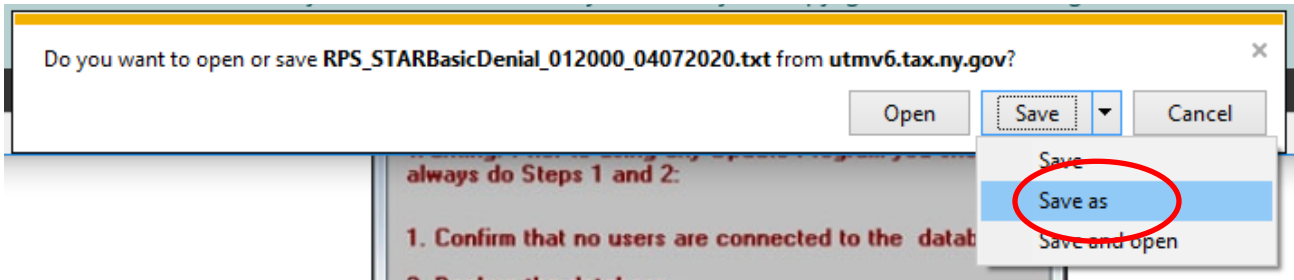 Do you want to open or save RPS_STARBasicDenial_012000_04072020.txt from utmv6.tax.ny.gov?
Open Save Cancel
Save
always do Steps 1 and 2:
Save as
1. Confirm that no users are connected to the datab
Save and open